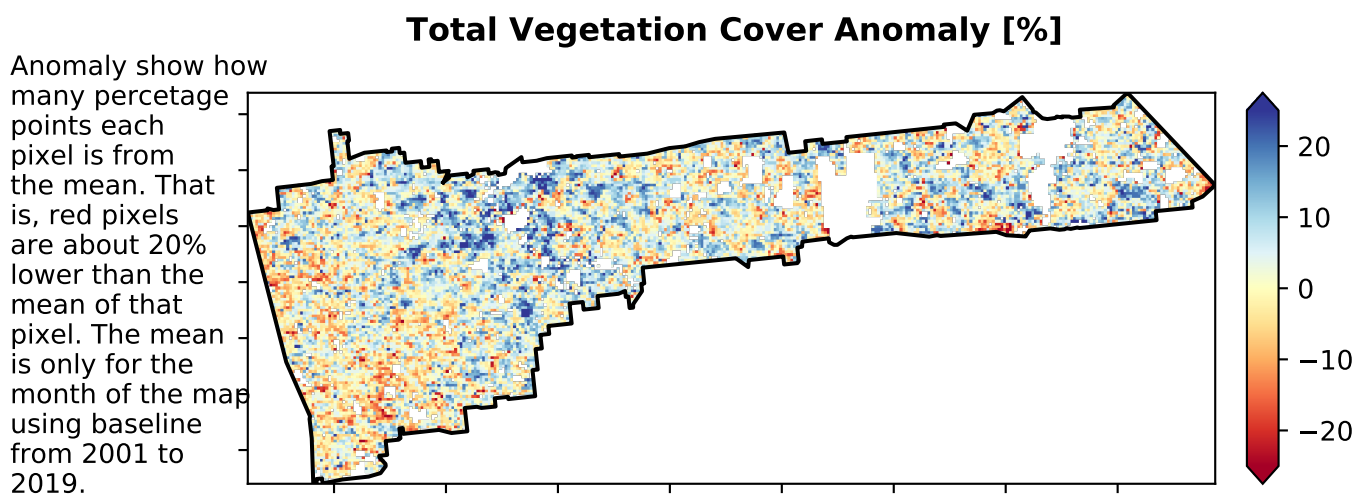 Total Vegetation Cover Anomaly [%]
Anomaly show how
many percetage
points each
pixel is from
the mean. That
is, red pixels
are about 20%
lower than the
mean of that
pixel. The mean
is only for the
month of the map
using baseline
from 2001 to
2019.
20
10
0
−10
−20